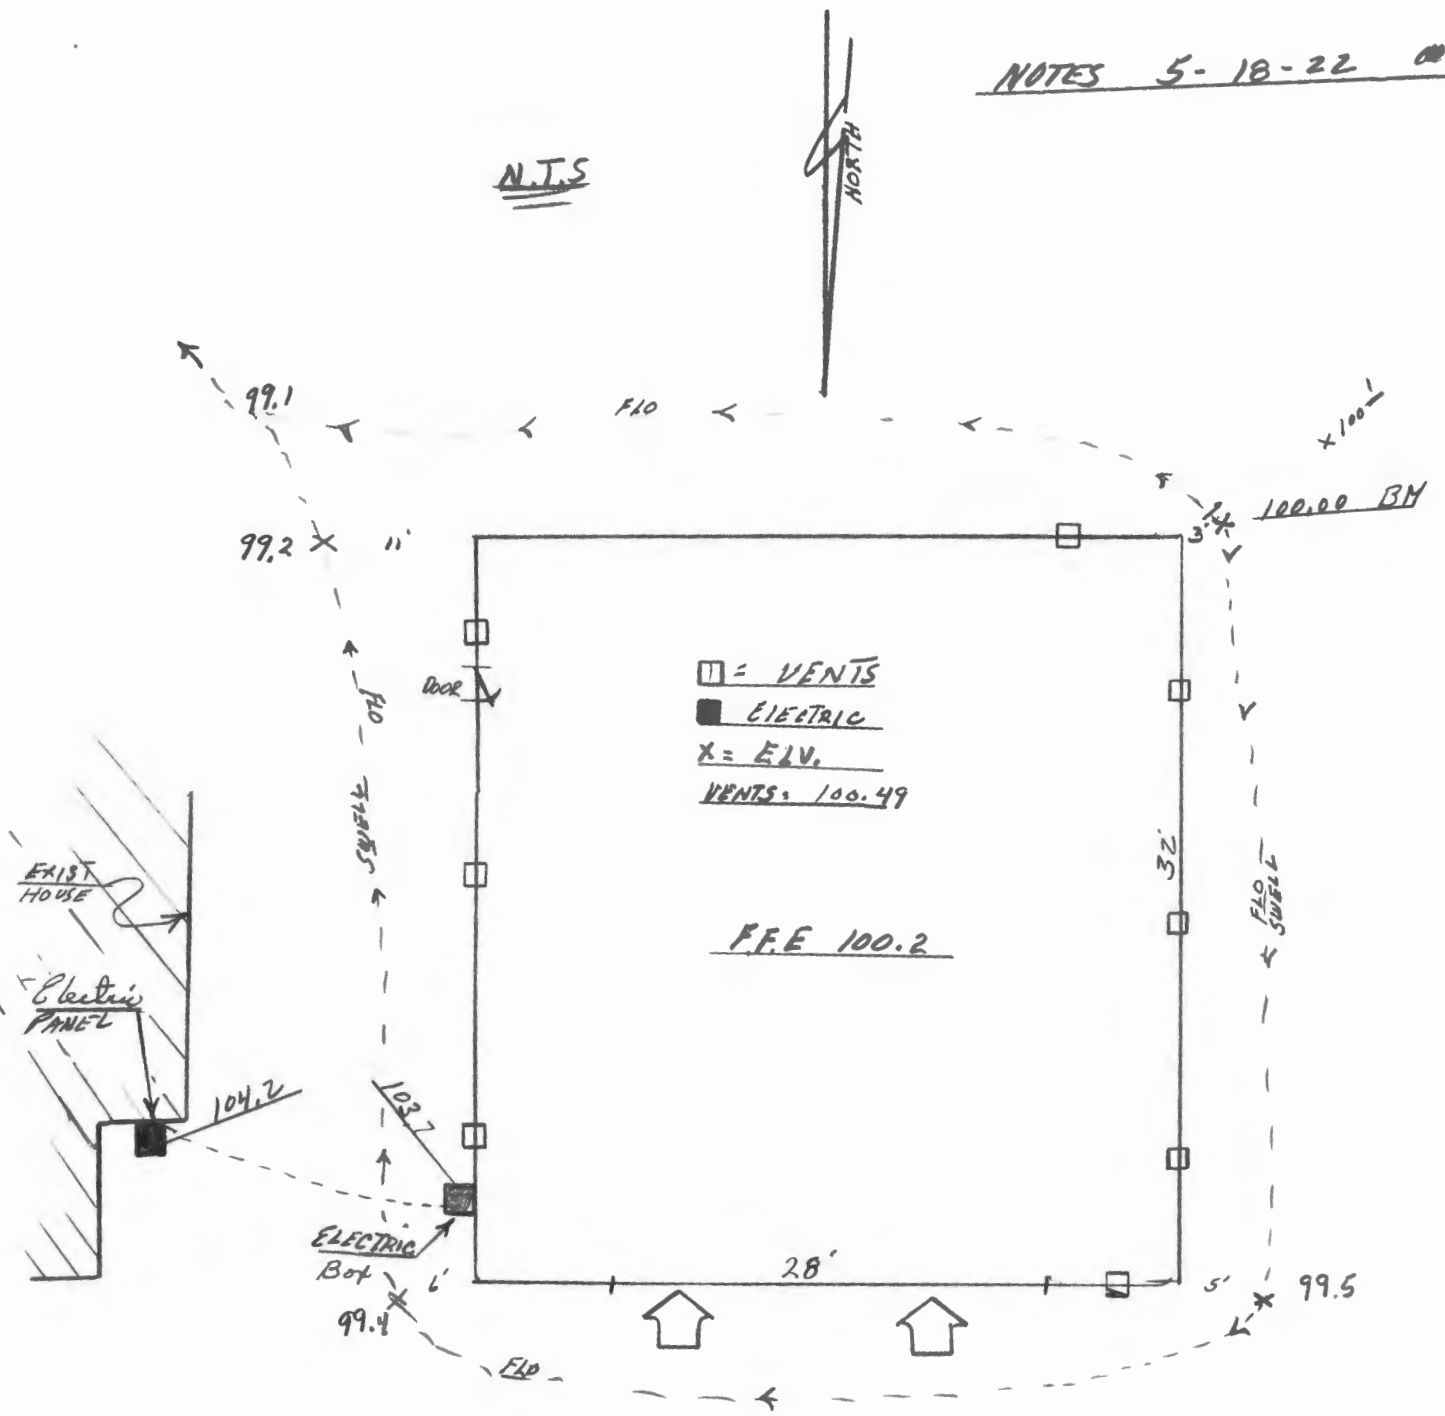 NOTES 5-18-22
N.T.S
NORTH
99.1
FLO
x 100
100.00 BM
3'
99.2 x 11'
DOOR
= VENTS
ELECTRIC
X = ELV.
VENTS: 100.49
FLO
SWELL
EXIST
HOUSE
32'
FLO
SWELL
F.F.E 100.2
Electric
PANEL
104.2
103.7
ELECTRIC
Box
6'
28'
5'
99.5
99.4
FLO